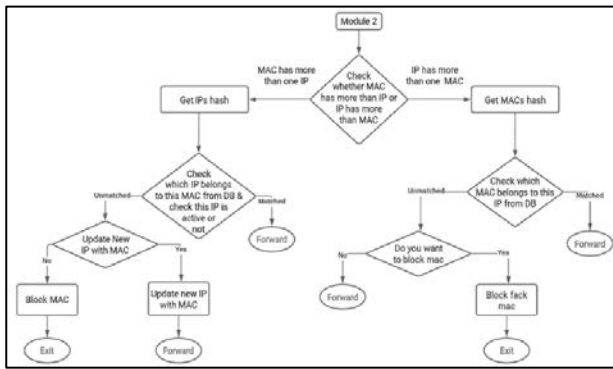 Module 2
MAC has more
than one IP
IP has more
than one MAC
Check
whether MAC
has more than IP or
IP has more
than MAC
Get IPs hash
Get MACs hash
Check
which IP belongs
to this MAC from DB &
check this IP is
active or
not
Check which
MAC belongs to this
IP from DB
Unmatched
Matched
Unmatched
Matched
Update New
IP with MAC
Forward
Do you want
to block mac
Forward
No
Yes
No
Yes
Block MAC
Update new IP
with MAC
Forward
Block fack
mac
Exit
Forward
Exit